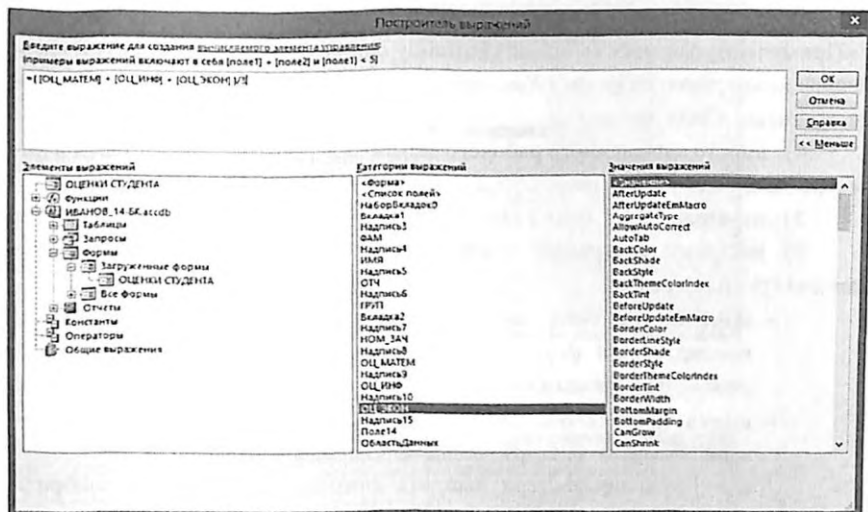 Построитель выражений
Введите выражение для создания вычисляемого элемента управления:
(примеры выражений включают в себя [поле1] + [поле2] и [поле1] < 5)
=( [ОЦ_МАТЕМ] + [ОЦ_ИНФ] + [ОЦ_ЭКОН] )/3
ОК
Отмена
Справка
<< Меньше
Элементы выражений
ОЦЕНКИ СТУДЕНТА
Функции
ИВАНОВ_14-БК.accdb
Таблицы
Запросы
Формы
Загруженные формы
ОЦЕНКИ СТУДЕНТА
Все формы
Отчеты
Константы
Операторы
Общие выражения
Категории выражений
<Форма>
<Список полей>
НаборВкладок0
Вкладка1
Надпись3
ФАМ
Надпись4
ИМЯ
Надпись5
ОТЧ
Надпись6
ГРУП
Вкладка2
Надпись7
НОМ_ЗАЧ
Надпись8
ОЦ_МАТЕМ
Надпись9
ОЦ_ИНФ
Надпись10
ОЦ_ЭКОН
Надпись15
Поле14
ОбластьДанных
Значения выражений
<Значение>
AfterUpdate
AfterUpdateEmMacro
AggregateType
AllowAutoCorrect
AutoTab
BackColor
BackShade
BackStyle
BackThemeColorIndex
BackTint
BeforeUpdate
BeforeUpdateEmMacro
BorderColor
BorderLineStyle
BorderShade
BorderStyle
BorderThemeColorIndex
BorderTint
BorderWidth
BottomMargin
BottomPadding
CanGrow
CanShrink